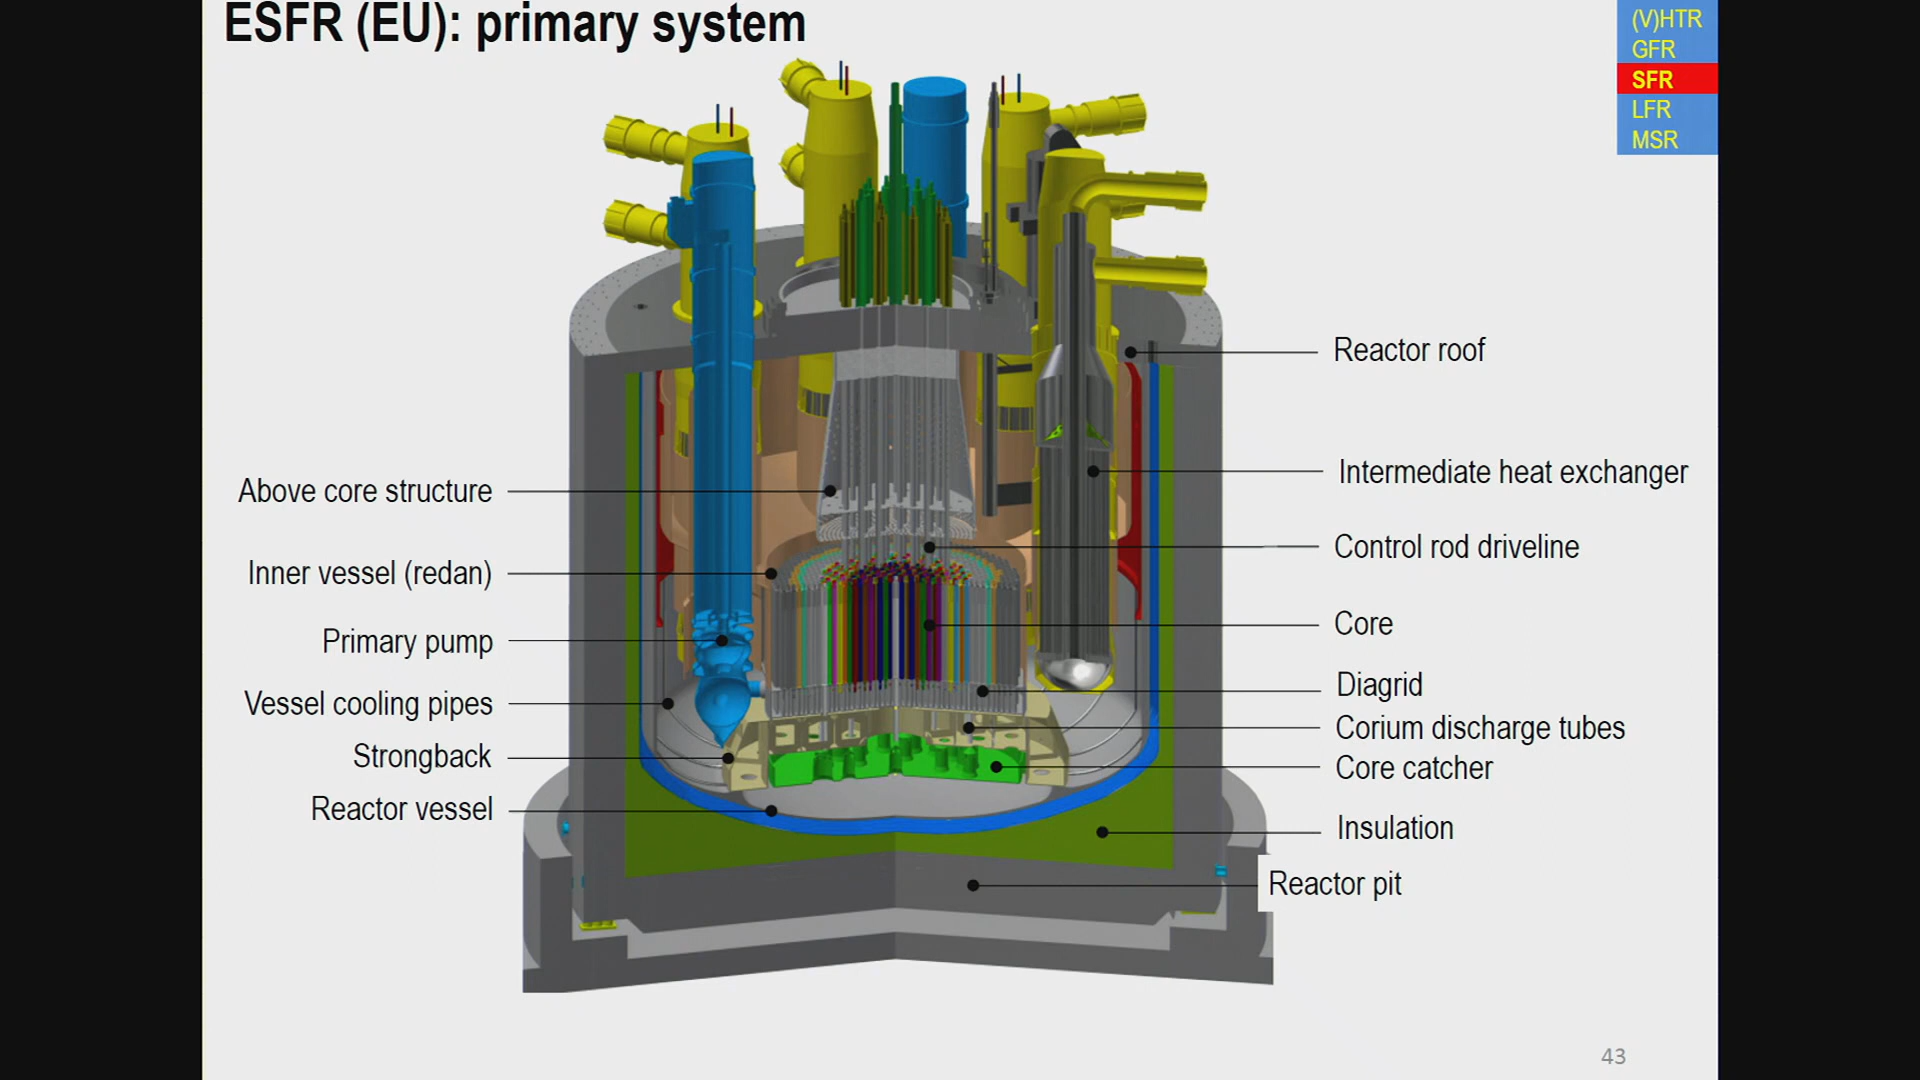 ESFR (EU): primary system
(V)HTR
GFR
SFR
LFR
MSR
Above core structure
Inner vessel (redan)
Primary pump
Vessel cooling pipes
Strongback
Reactor vessel
Reactor roof
Intermediate heat exchanger
Control rod driveline
Core
Diagrid
Corium discharge tubes
Core catcher
Insulation
Reactor pit
43